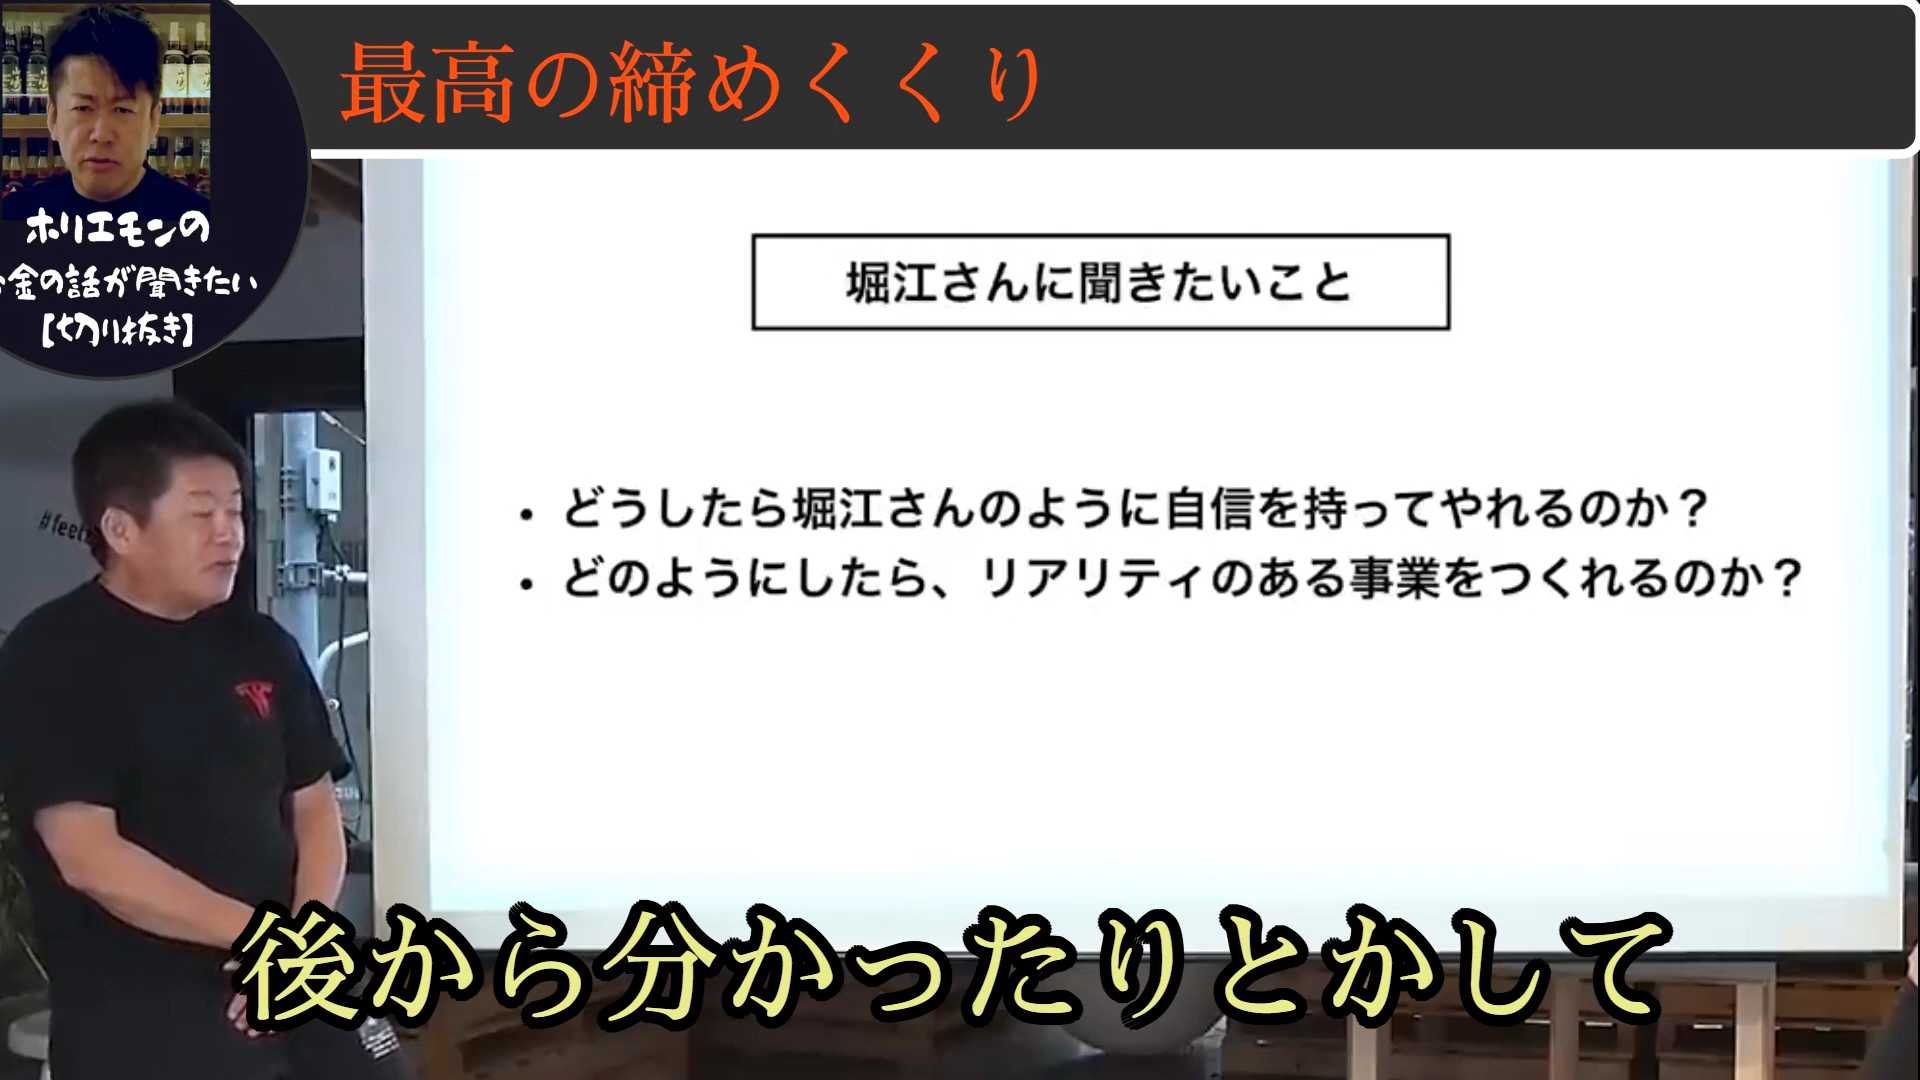 最高の締めくくり
ホリエモンの
金の話が聞きたい
【切り抜き】
堀江さんに聞きたいこと
• どうしたら堀江さんのように自信を持ってやれるのか？
• どのようにしたら、リアリティのある事業をつくれるのか？
#feel
後から分かったりとかして